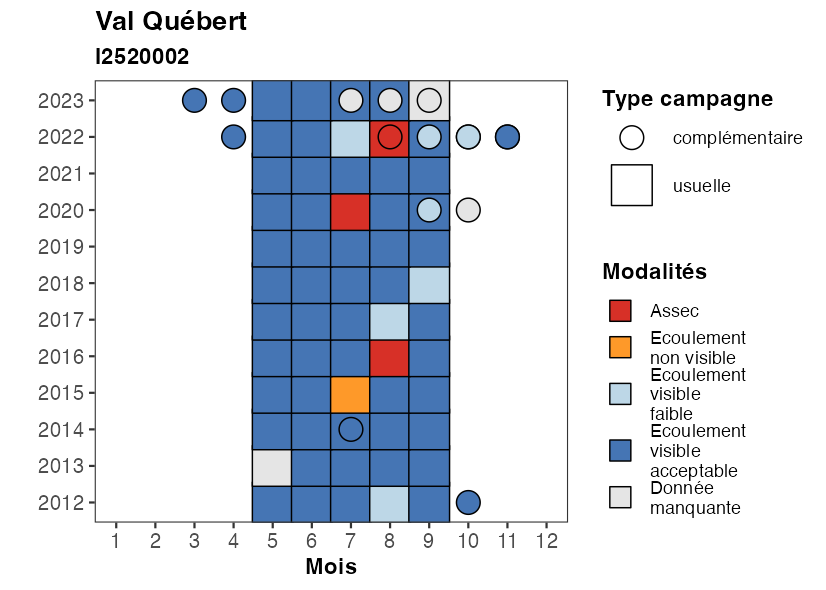 Val Québert
I2520002
2023
2022
2021
2020
2019
2018
2017
2016
2015
2014
2013
2012
1 2 3 4 5 6 7 8 9 10 11 12
Mois
Type campagne
complémentaire
usuelle
Modalités
Assec
Ecoulement
non visible
Ecoulement
visible
faible
Ecoulement
visible
acceptable
Donnée
manquante